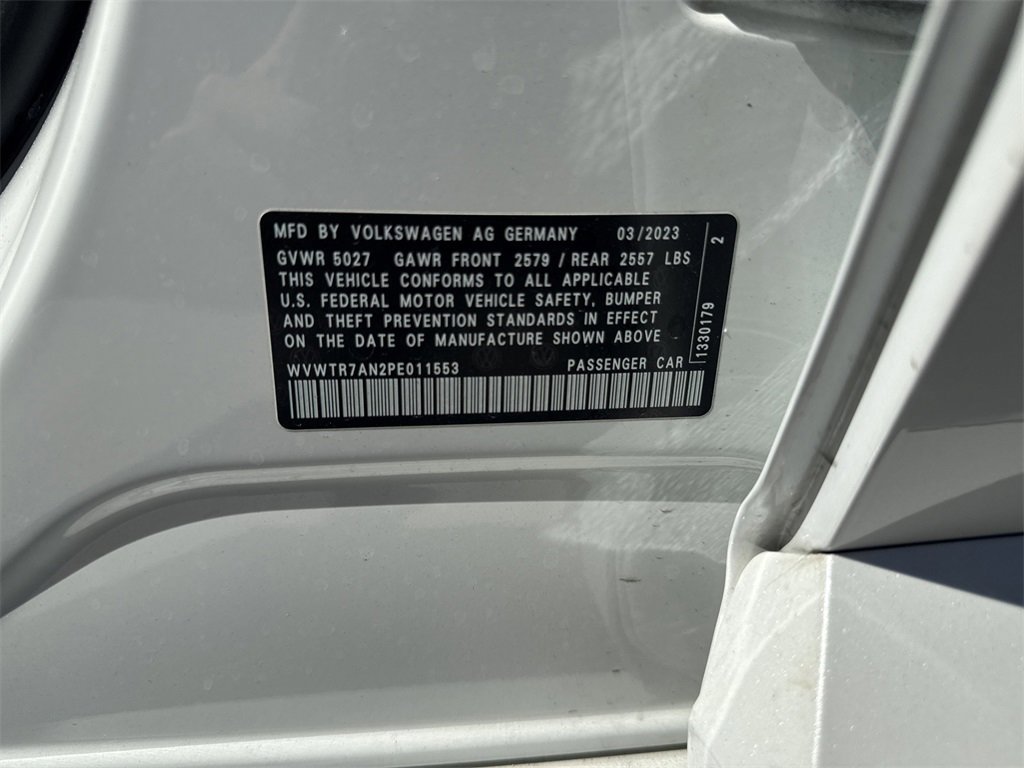 MFD BY VOLKSWAGEN AG GERMANY 03/2023
GVWR 5027 GAWR FRONT 2579 / REAR 2557 LBS
THIS VEHICLE CONFORMS TO ALL APPLICABLE
U.S. FEDERAL MOTOR VEHICLE SAFETY, BUMPER
AND THEFT PREVENTION STANDARDS IN EFFECT
ON THE DATE OF MANUFACTURE SHOWN ABOVE
WVWTR7AN2PE011553 PASSENGER CAR
1330179 2